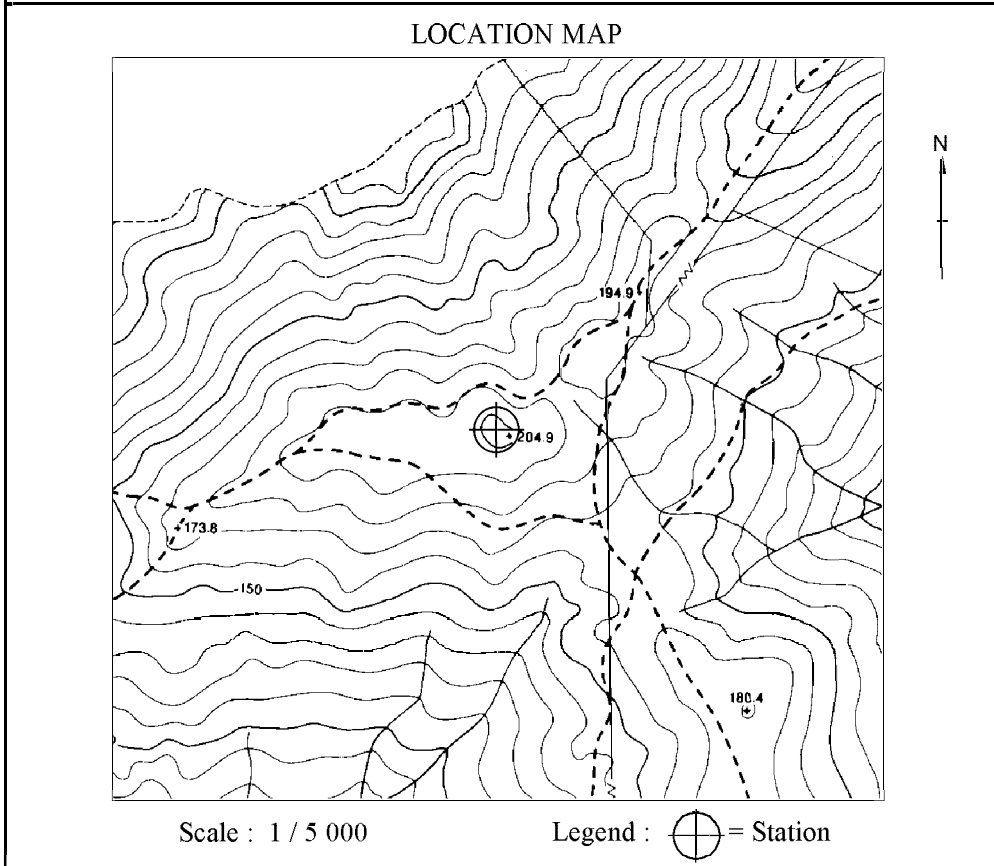 LOCATION MAP
N
194.9
204.9
173.8
150
180.4
Scale : 1 / 5 000
Legend : = Station